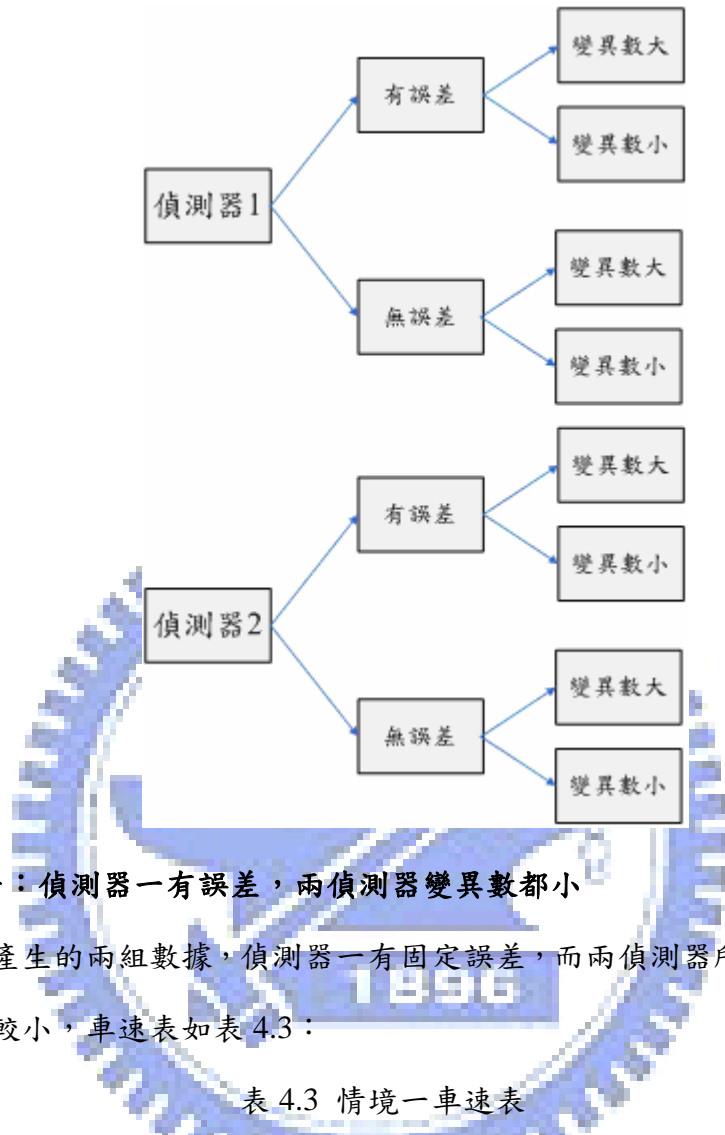 變異數大
有誤差
變異數小
偵測器1
變異數大
無誤差
變異數小
變異數大
有誤差
變異數小
偵測器2
變異數大
無誤差
變異數小
：偵測器一有誤差，兩偵測器變異數都小
產生的兩組數據，偵測器一有固定誤差，而兩偵測器
較小，車速表如表 4.3：
1896
表 4.3 情境一車速表